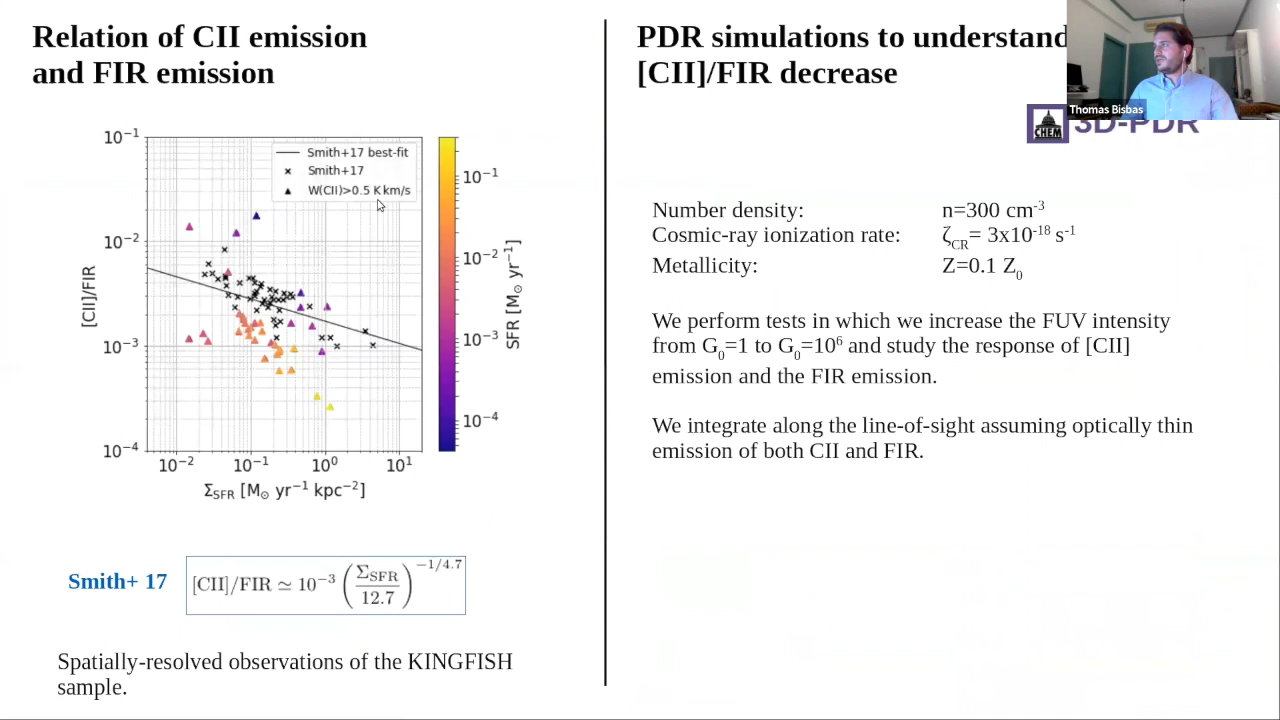 Relation of CII emission
and FIR emission
10⁻¹
10⁻²
10⁻³
10⁻⁴
[CII]/FIR
Smith+17 best-fit
Smith+17
W(CII)>0.5 K km/s
10⁻²
10⁻¹
10⁰
10¹
Σ_SFR [M⊙ yr⁻¹ kpc⁻²]
10⁻¹
10⁻²
10⁻³
10⁻⁴
SFR [M⊙ yr⁻¹]
Smith+ 17
[CII]/FIR ≃ 10⁻³ (Σ_SFR / 12.7)^−1/4.7
Spatially-resolved observations of the KINGFISH
sample.
PDR simulations to understand
[CII]/FIR decrease
Thomas Bisbas
CHEM
3D-PDR
Number density: n=300 cm⁻³
Cosmic-ray ionization rate: ζ_CR= 3x10⁻¹⁸ s⁻¹
Metallicity: Z=0.1 Z₀
We perform tests in which we increase the FUV intensity
from G₀=1 to G₀=10⁶ and study the response of [CII]
emission and the FIR emission.
We integrate along the line-of-sight assuming optically thin
emission of both CII and FIR.